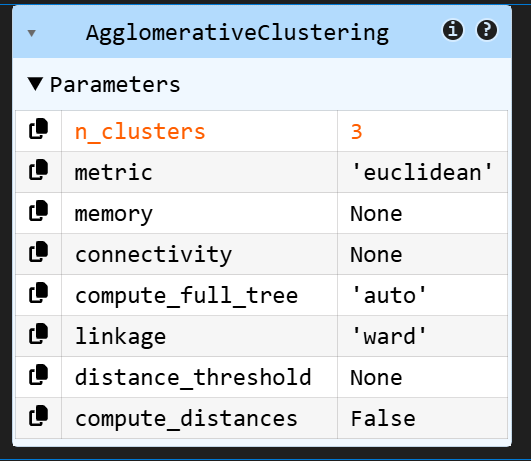 AgglomerativeClustering
Parameters
n_clusters 3
metric 'euclidean'
memory None
connectivity None
compute_full_tree 'auto'
linkage 'ward'
distance_threshold None
compute_distances False